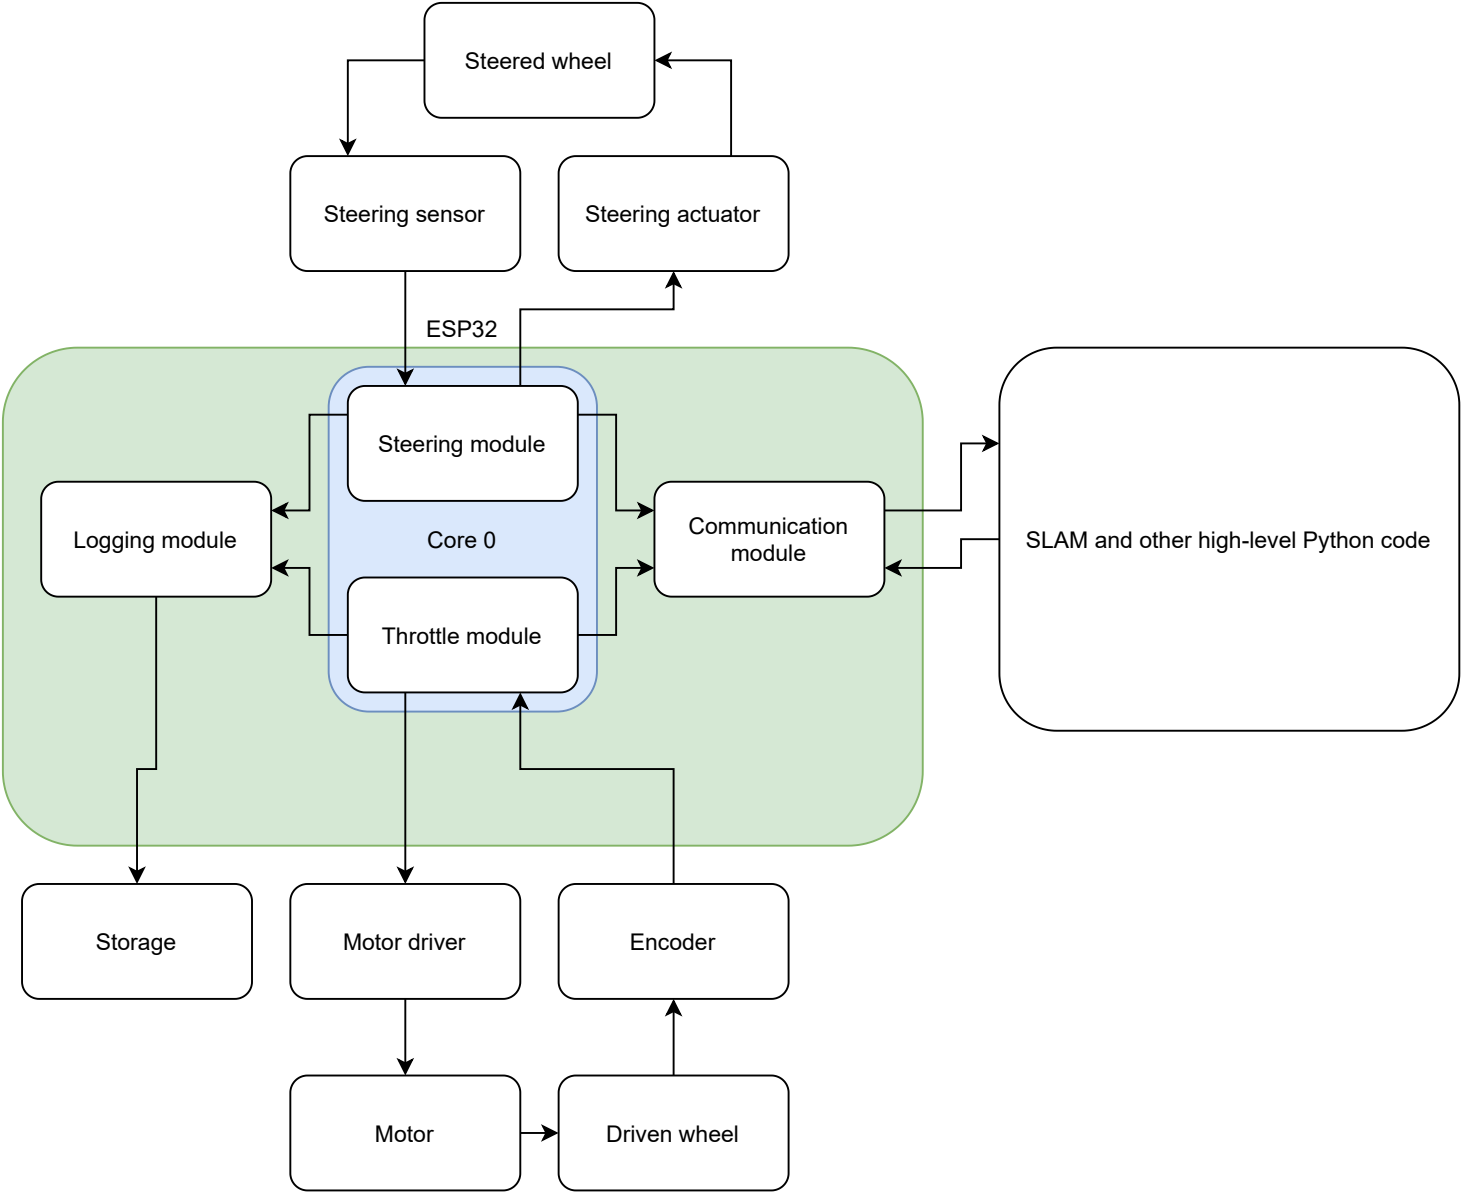 Steered wheel
Steering sensor
Steering actuator
ESP32
Steering module
Logging module
Core 0
Communication
module
SLAM and other high-level Python code
Throttle module
Storage
Motor driver
Encoder
Motor
Driven wheel